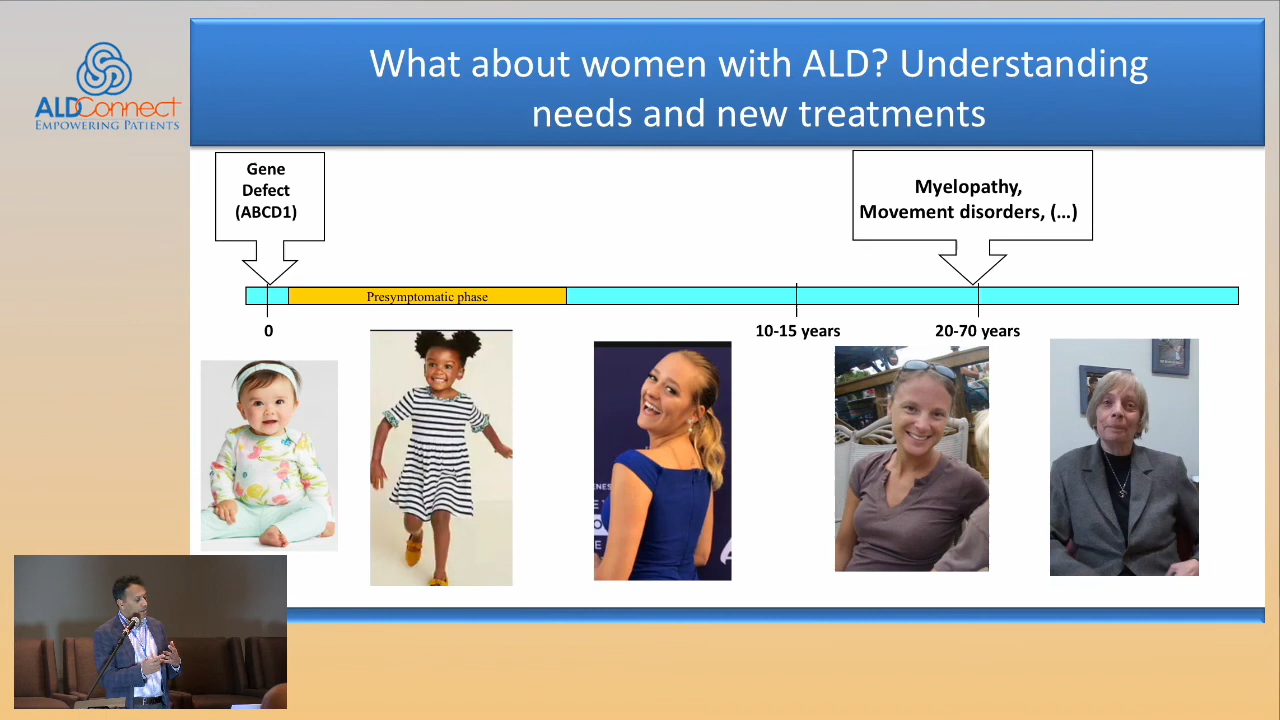 ALDConnect
EMPOWERING PATIENTS
What about women with ALD? Understanding
needs and new treatments
Gene
Defect
(ABCD1)
Myelopathy,
Movement disorders, (...)
Presymptomatic phase
0
10-15 years
20-70 years